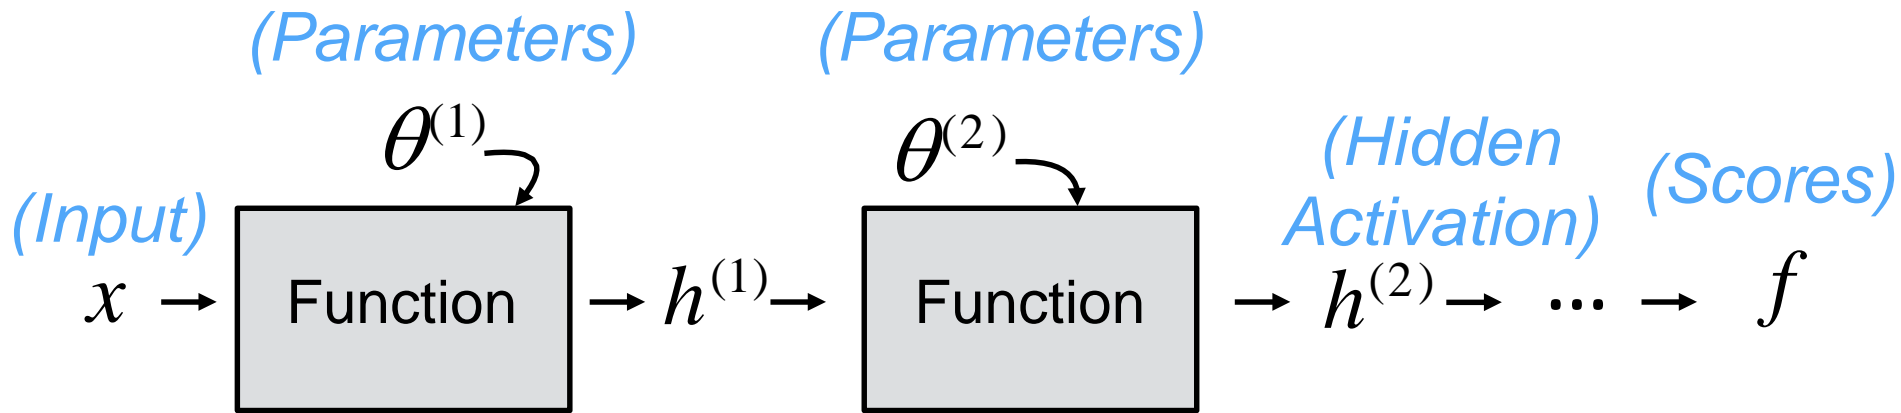 (Parameters) (Parameters)
θ(1) θ(2)
(Hidden
Activation)
(Input) (Scores)
x → Function → h(1) → Function → h(2) → ... → f